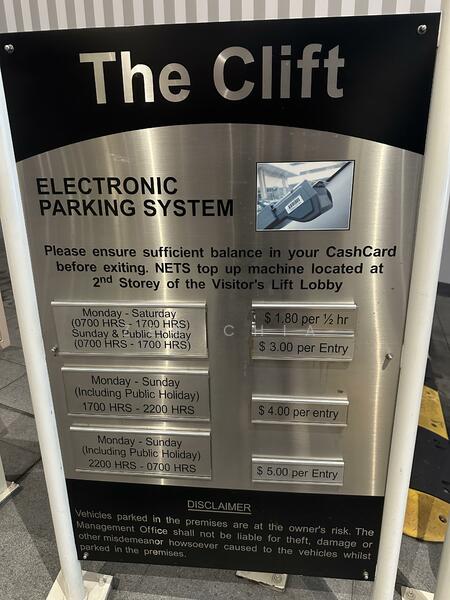 The Clift
ELECTRONIC
PARKING SYSTEM
Please ensure sufficient balance in your CashCard
before exiting. NETS top up machine located at
2nd Storey of the Visitor's Lift Lobby
Monday - Saturday
(0700 HRS - 1700 HRS)
$ 1.80 per ½ hr
Sunday & Public Holiday
(0700 HRS - 1700 HRS)
$ 3.00 per Entry
Monday - Sunday
(Including Public Holiday)
1700 HRS - 2200 HRS
$ 4.00 per entry
Monday - Sunday
(Including Public Holiday)
2200 HRS - 0700 HRS
$ 5.00 per Entry
DISCLAIMER
Vehicles parked in the premises are at the owner's risk. The
Management Office shall not be liable for theft, damage or
other misdemeanor howsoever caused to the vehicles whilst
parked in the premises.